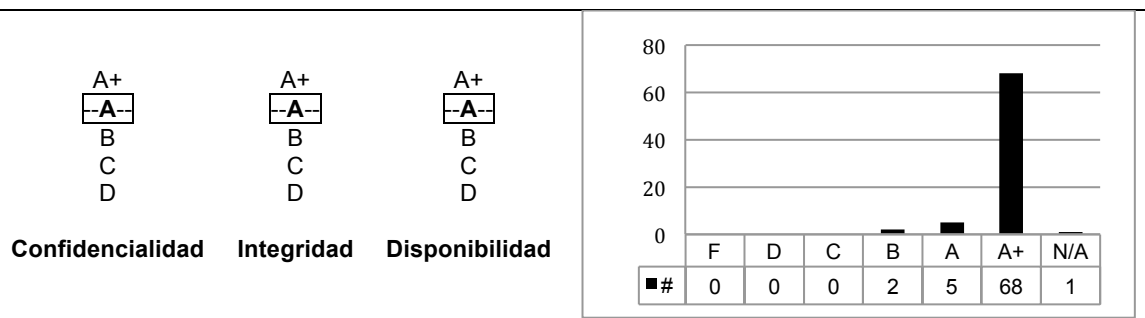 A+ A+ A+
--A-- --A-- --A--
B B B
C C C
D D D
Confidencialidad Integridad Disponibilidad
80
60
40
20
0
F D C B A A+ N/A
# 0 0 0 2 5 68 1